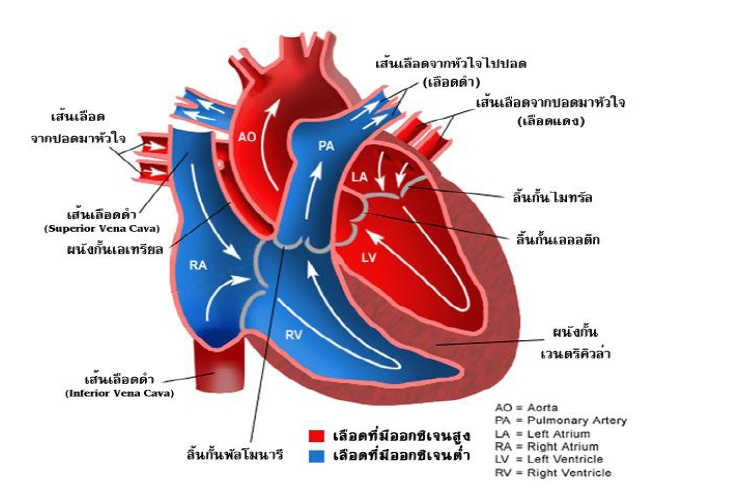 เส้นเลือดจากหัวใจไปปอด
(เลือดดำ)
เส้นเลือดจากปอดมาหัวใจ
(เลือดแดง)
เส้นเลือด
จากปอดมาหัวใจ
AO
PA
LA
ลิ้นกั้นไมทรัล
เส้นเลือดดำ
(Superior Vena Cava)
ผนังกั้นเอเทรียล
ลิ้นกั้นเอออติก
RA
LV
RV
ผนังกั้น
เวนตริคิวล่า
เส้นเลือดดำ
(Inferior Vena Cava)
ลิ้นกั้นพัลโมนารี
เลือดที่มีออกซิเจนสูง
เลือดที่มีออกซิเจนต่ำ
AO = Aorta
PA = Pulmonary Artery
LA = Left Atrium
RA = Right Atrium
LV = Left Ventricle
RV = Right Ventricle